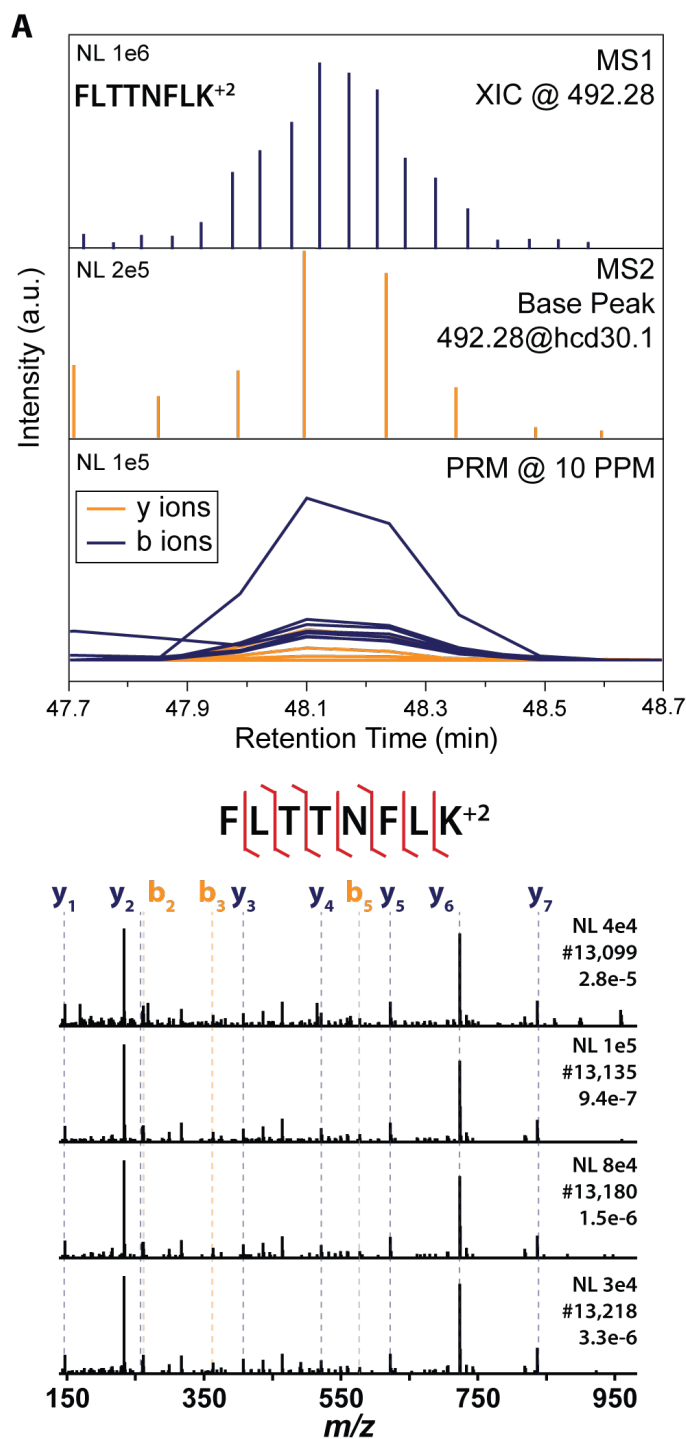 A
NL 1e6
MS1
FLTTNFLK+2
XIC @ 492.28
NL 2e5
MS2
Base Peak
492.28@hcd30.1
Intensity (a.u.)
NL 1e5
PRM @ 10 PPM
y ions
b ions
47.7 47.9 48.1 48.3 48.5 48.7
Retention Time (min)
FLTTNFLK+2
y1 y2 b2 b3 y3 y4 b5 y5 y6 y7
NL 4e4
#13,099
2.8e-5
NL 1e5
#13,135
9.4e-7
NL 8e4
#13,180
1.5e-6
NL 3e4
#13,218
3.3e-6
150 350 550 750 950
m/z